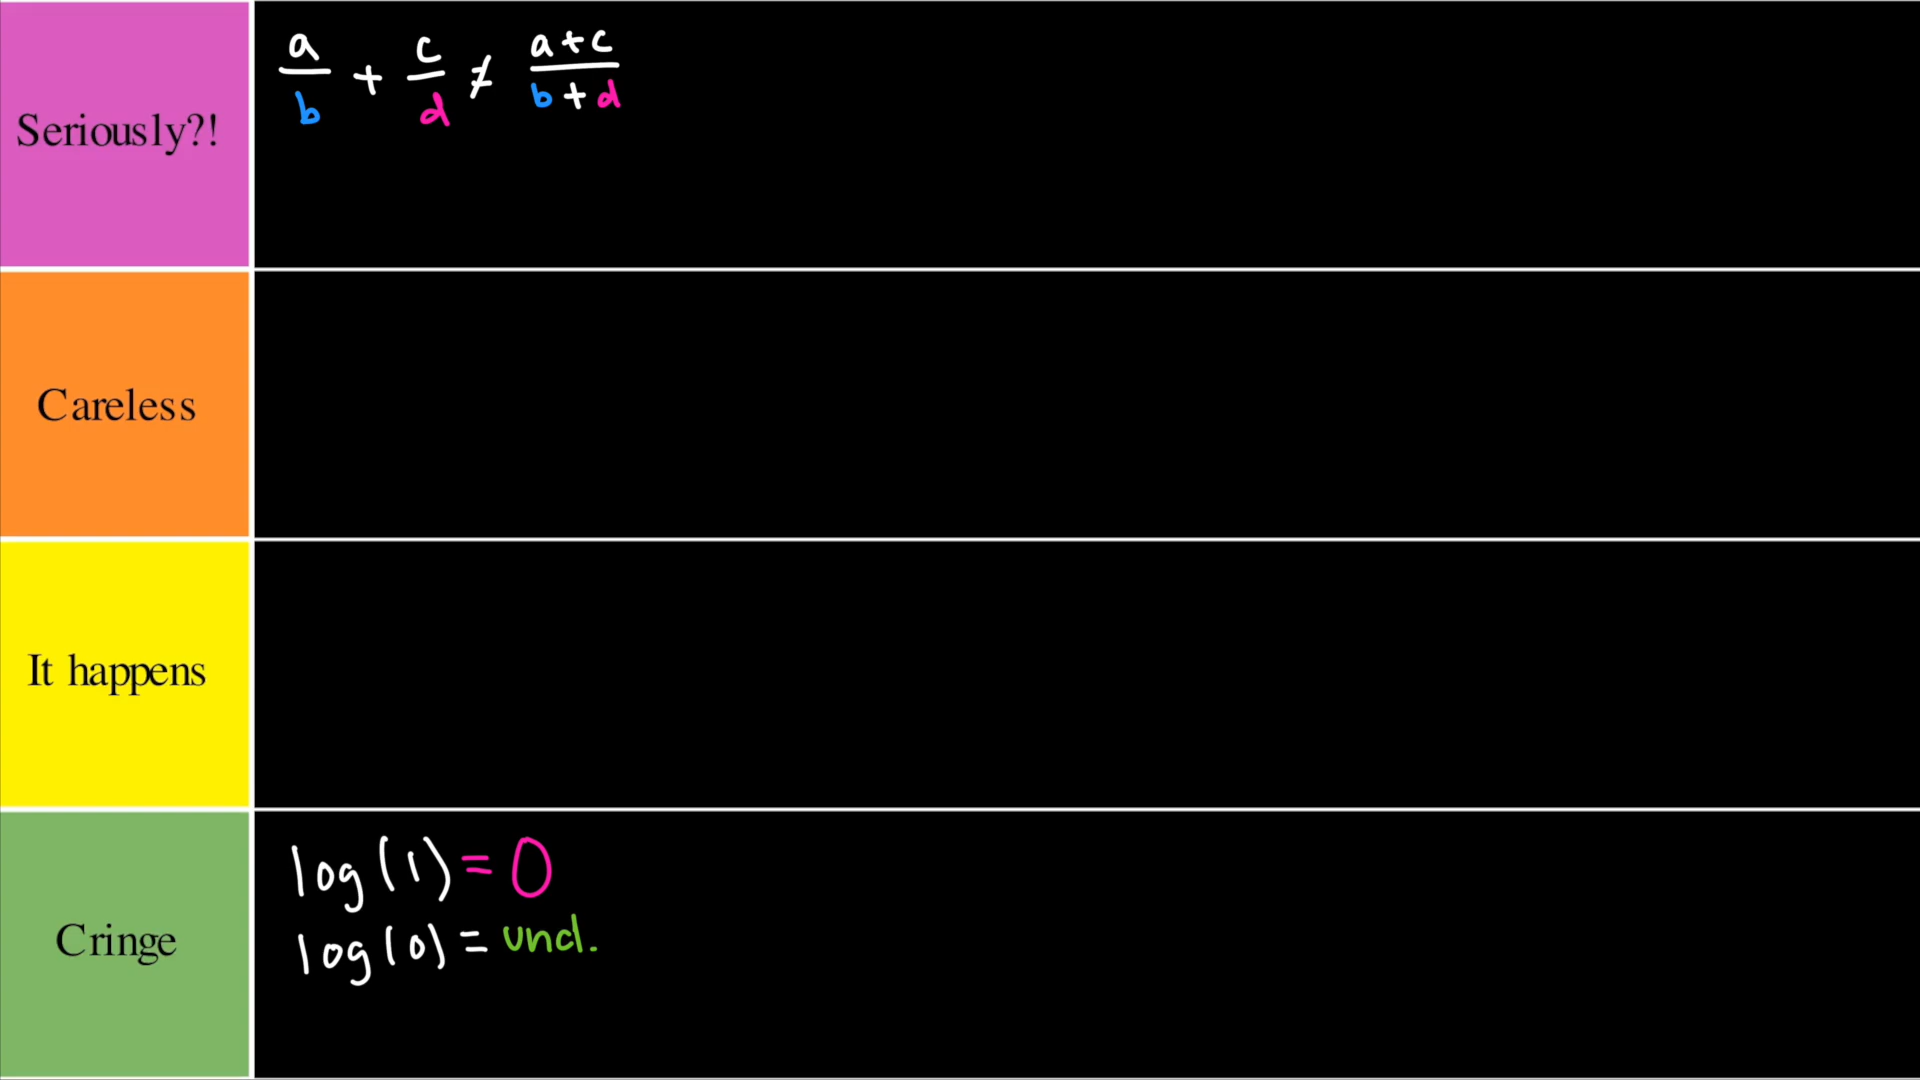 Seriously?!
a/b + c/d ≠ a+c/b+d
Careless
It happens
Cringe
log(1) = 0
log(0) = und.